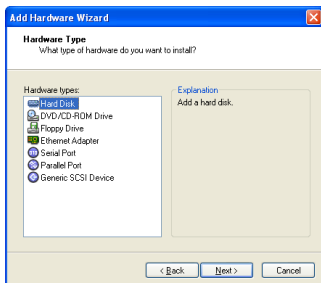 Add Hardware Wizard
Hardware Type
What type of hardware do you want to install?
Hardware types:
Hard Disk
DVD/CD-ROM Drive
Floppy Drive
Ethernet Adapter
Serial Port
Parallel Port
Generic SCSI Device
Explanation
Add a hard disk.
< Back
Next >
Cancel